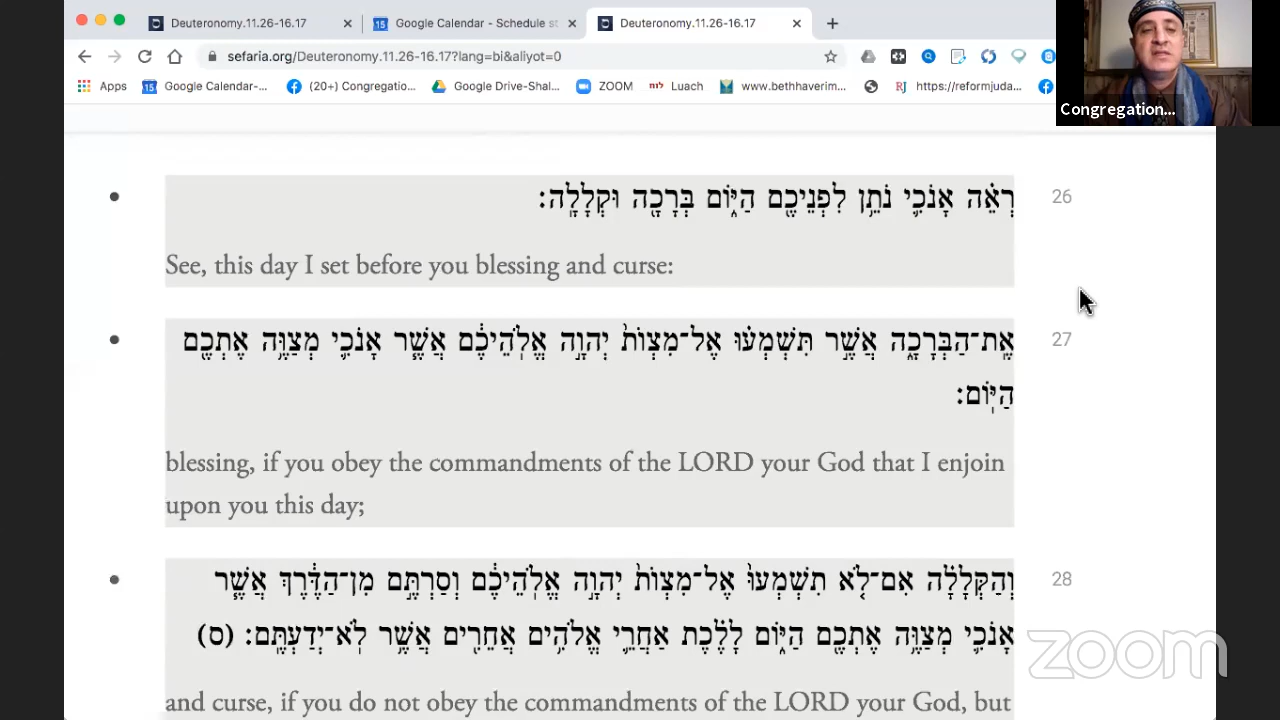 Deuteronomy.11.26-16.17
Google Calendar - Schedule st
Deuteronomy.11.26-16.17
sefaria.org/Deuteronomy.11.26-16.17?lang=bi&aliyot=0
Apps Google Calendar-... (20+) Congregatio... Google Drive-Shal... ZOOM לוח Luach www.bethhaverim... RJ https://reformjuda...
Congregation...
רְאֵ֗ה אָנֹכִ֛י נֹתֵ֥ן לִפְנֵיכֶ֖ם הַיּ֑וֹם בְּרָכָ֖ה וּקְלָלָֽה׃
26
See, this day I set before you blessing and curse:
אֶֽת־הַבְּרָכָ֑ה אֲשֶׁ֣ר תִּשְׁמְע֗וּ אֶל־מִצְוֺת֙ יְהוָ֣ה אֱלֹֽהֵיכֶ֔ם אֲשֶׁ֧ר אָנֹכִ֛י מְצַוֶּ֥ה אֶתְכֶ֖ם
27
הַיּֽוֹם׃
blessing, if you obey the commandments of the LORD your God that I enjoin
upon you this day;
וְהַקְּלָלָ֗ה אִם־לֹ֤א תִשְׁמְעוּ֙ אֶל־מִצְוֺת֙ יְהוָ֣ה אֱלֹֽהֵיכֶ֔ם וְסַרְתֶּ֣ם מִן־הַדֶּ֔רֶךְ אֲשֶׁ֧ר
28
אָנֹכִ֛י מְצַוֶּ֥ה אֶתְכֶ֖ם הַיּ֑וֹם לָלֶ֗כֶת אַחֲרֵ֛י אֱלֹהִ֥ים אֲחֵרִ֖ים אֲשֶׁ֥ר לֹֽא־יְדַעְתֶּֽם׃ (ס)
and curse, if you do not obey the commandments of the LORD your God, but
zoom